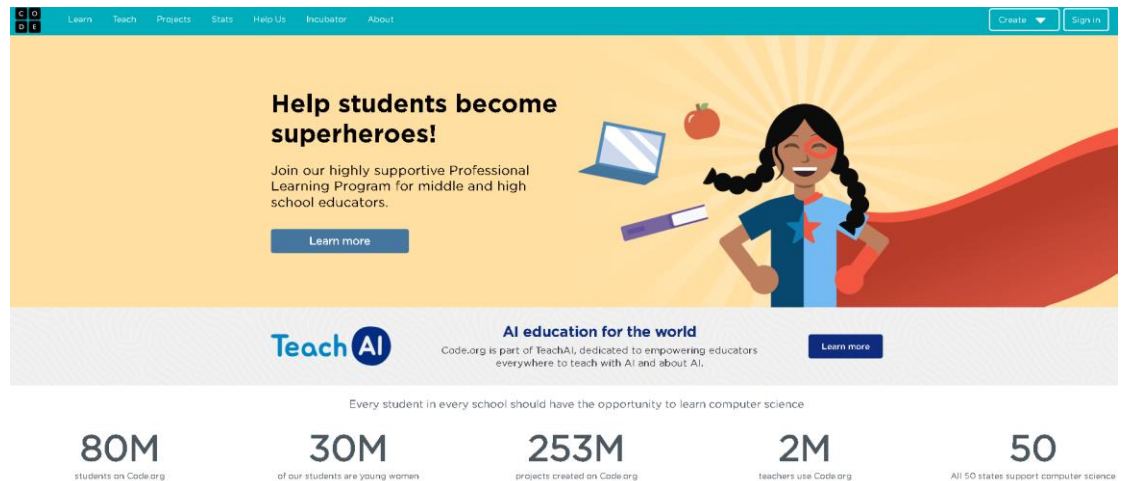 C O
D E
Learn Teach Projects Stats Help Us Incubator About
Create Sign in
Help students become
superheroes!
Join our highly supportive Professional
Learning Program for middle and high
school educators.
Learn more
Teach AI
AI education for the world
Code.org is part of TeachAI, dedicated to empowering educators
everywhere to teach with AI and about AI.
Learn more
Every student in every school should have the opportunity to learn computer science
80M 30M 253M 2M 50
students on Code.org of our students are young women projects created on Code.org teachers use Code.org All 50 states support computer science